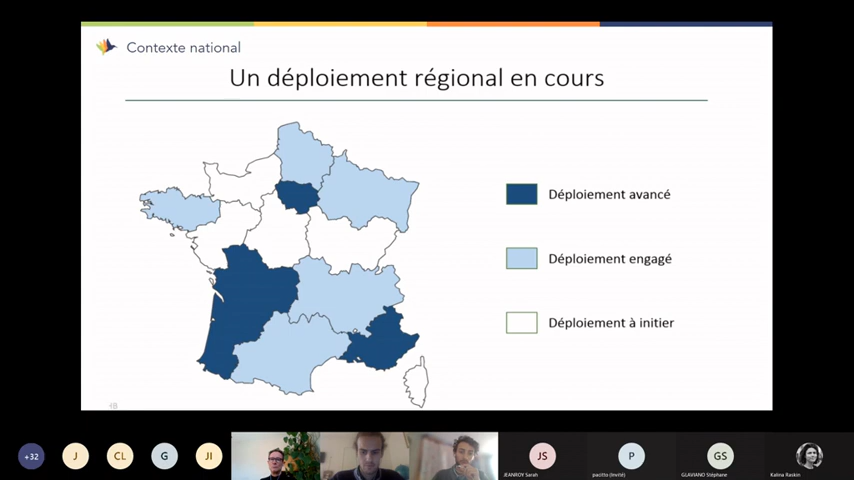 Contexte national
Un déploiement régional en cours
Déploiement avancé
Déploiement engagé
Déploiement à initier
+32
J
CL
G
JI
JS
P
GS
JEANROY Sarah
pacitto (Invité)
GLAVIANO Stéphane
Kalina Raskin